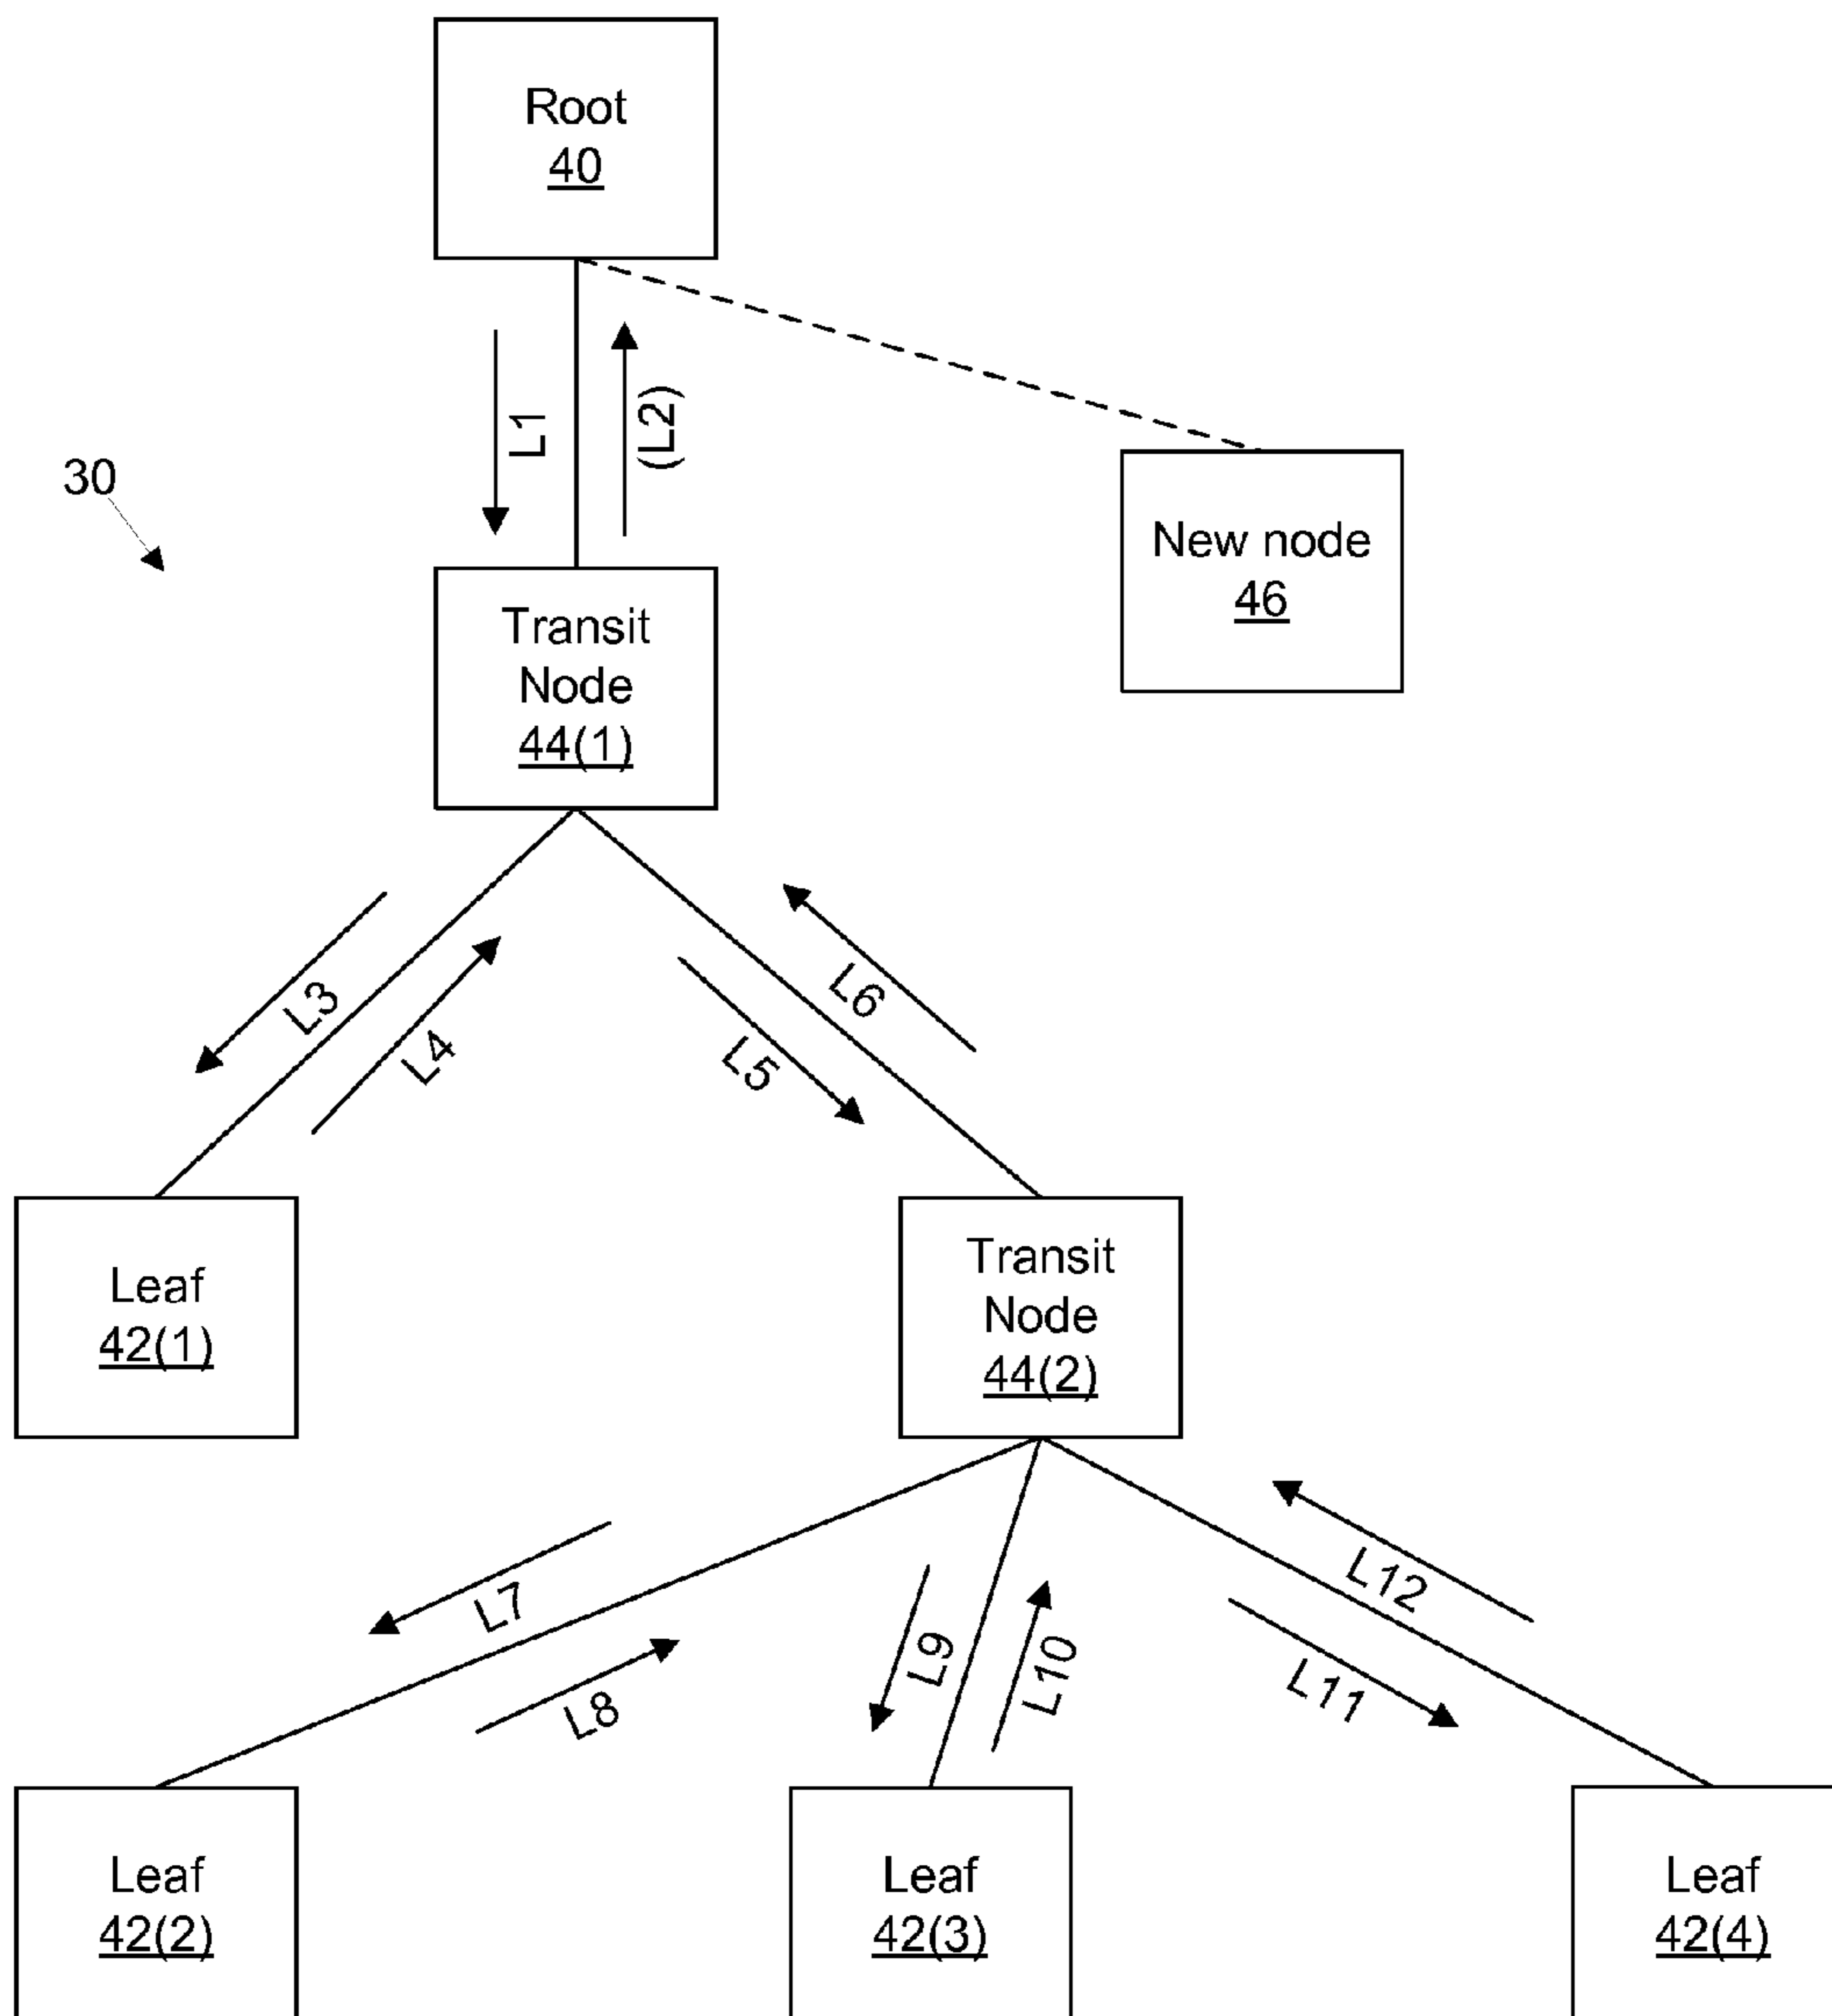 Root
40
L1
(L2)
30
New node
46
Transit
Node
44(1)
L3
L4
L5
L6
Leaf
42(1)
Transit
Node
44(2)
L7
L8
L9
L10
L11
L12
Leaf
42(2)
Leaf
42(3)
Leaf
42(4)